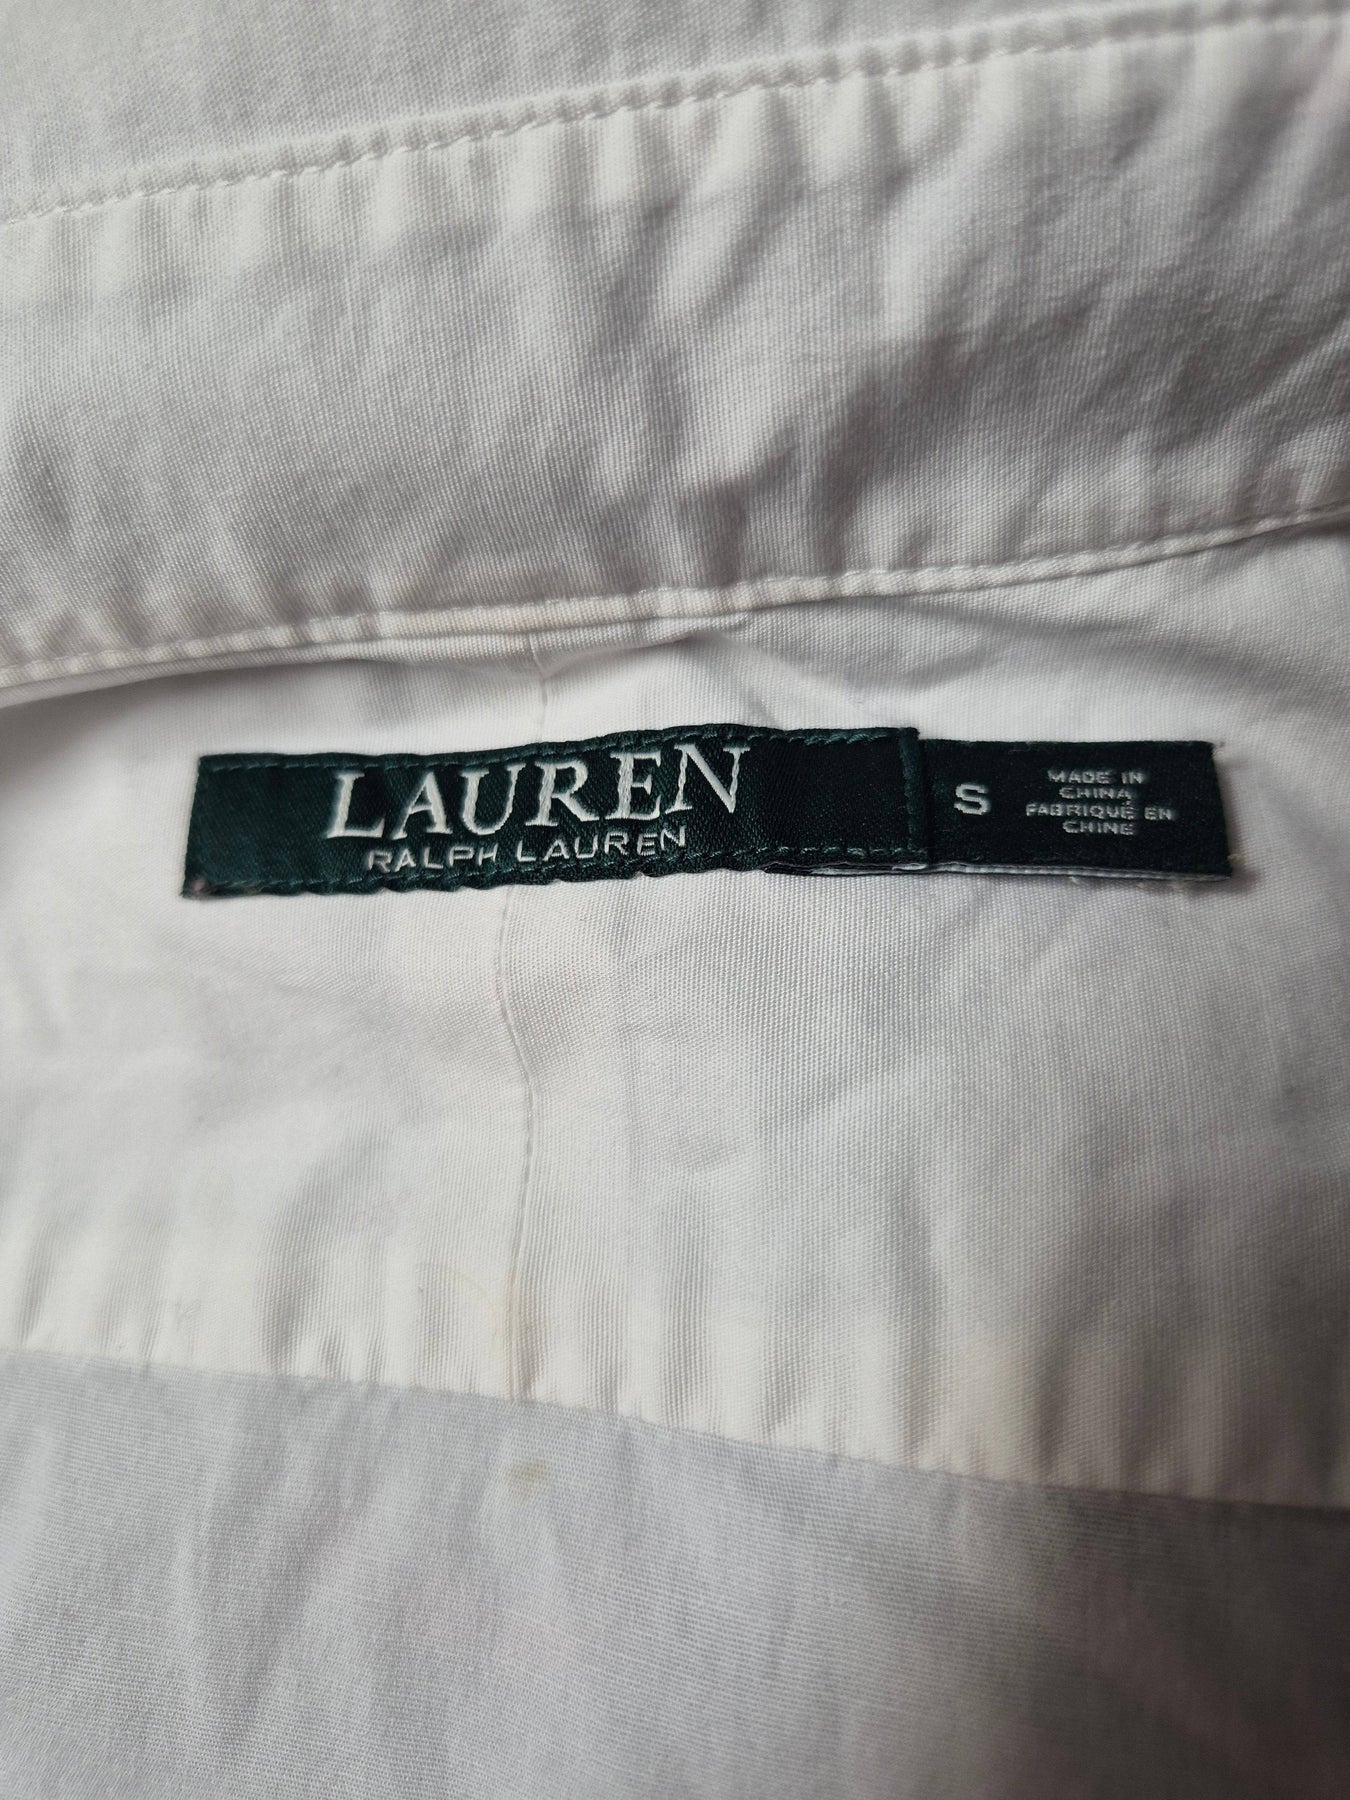 LAUREN
RALPH LAUREN
S
MADE IN
CHINA
FABRIQUÉ EN
CHINE